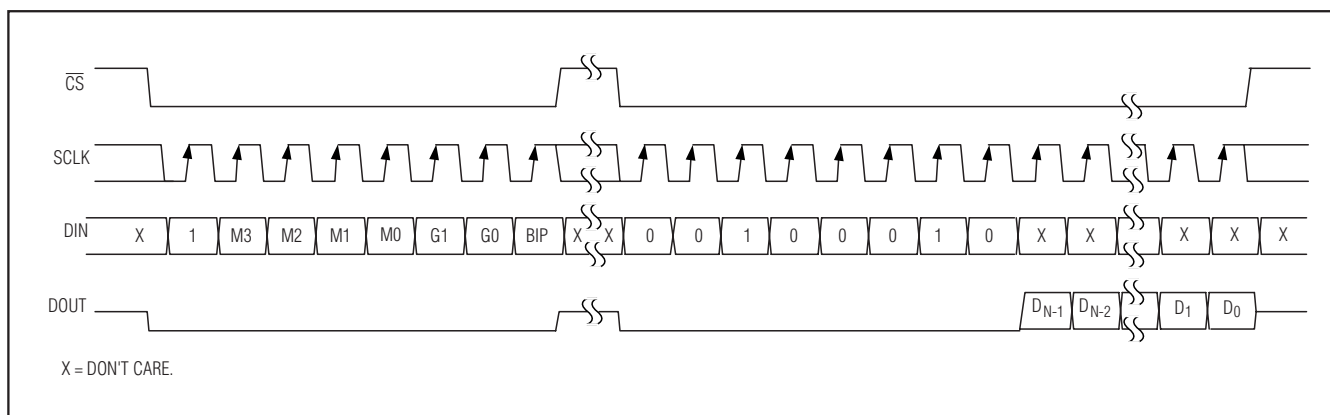 CS
SCLK
DIN X 1 M3 M2 M1 M0 G1 G0 BIP X X 0 0 1 0 0 0 1 0 X X X X X
DOUT DN-1 DN-2 D1 D0
X = DON'T CARE.